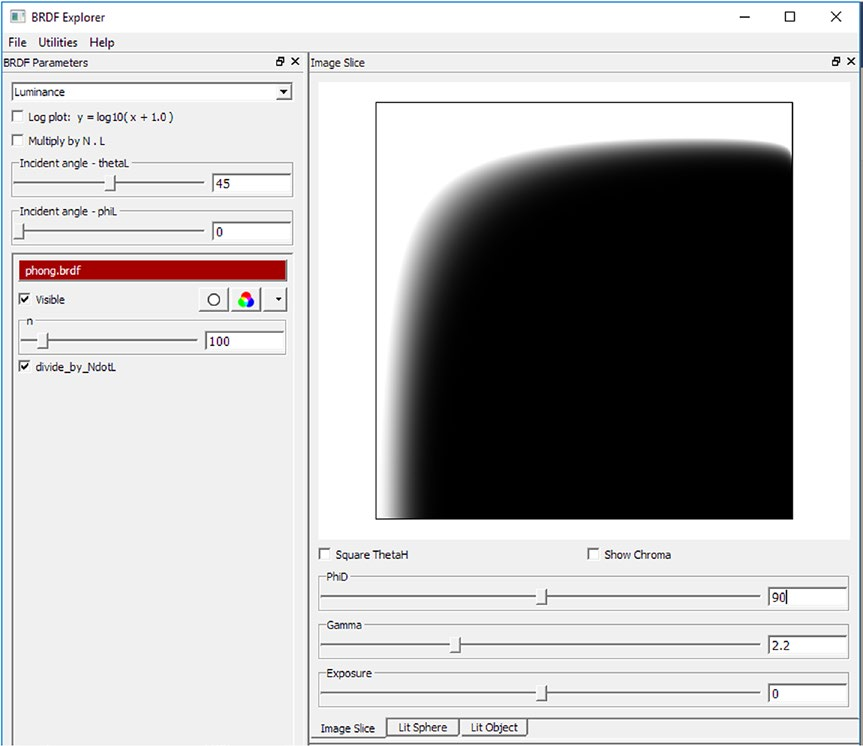 BRDF Explorer
File Utilities Help
BRDF Parameters
Luminance
Log plot: y = log10( x + 1.0 )
Multiply by N . L
Incident angle - thetaL
45
Incident angle - phiL
0
phong.brdf
Visible
n
100
divide_by_NdotL
Image Slice
Square ThetaH Show Chroma
PhiD
90
Gamma
2.2
Exposure
0
Image Slice Lit Sphere Lit Object